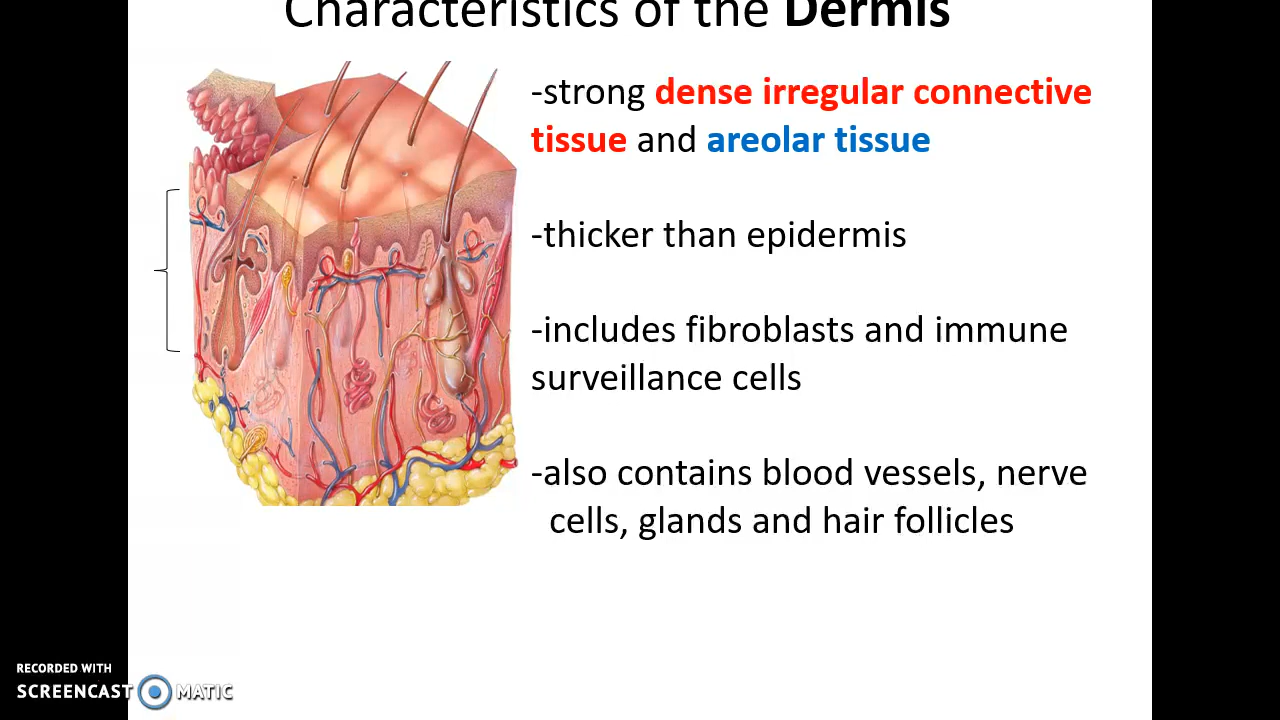 Characteristics of the Dermis
-strong dense irregular connective
tissue and areolar tissue
-thicker than epidermis
-includes fibroblasts and immune
surveillance cells
-also contains blood vessels, nerve
cells, glands and hair follicles
RECORDED WITH
SCREENCAST MATIC